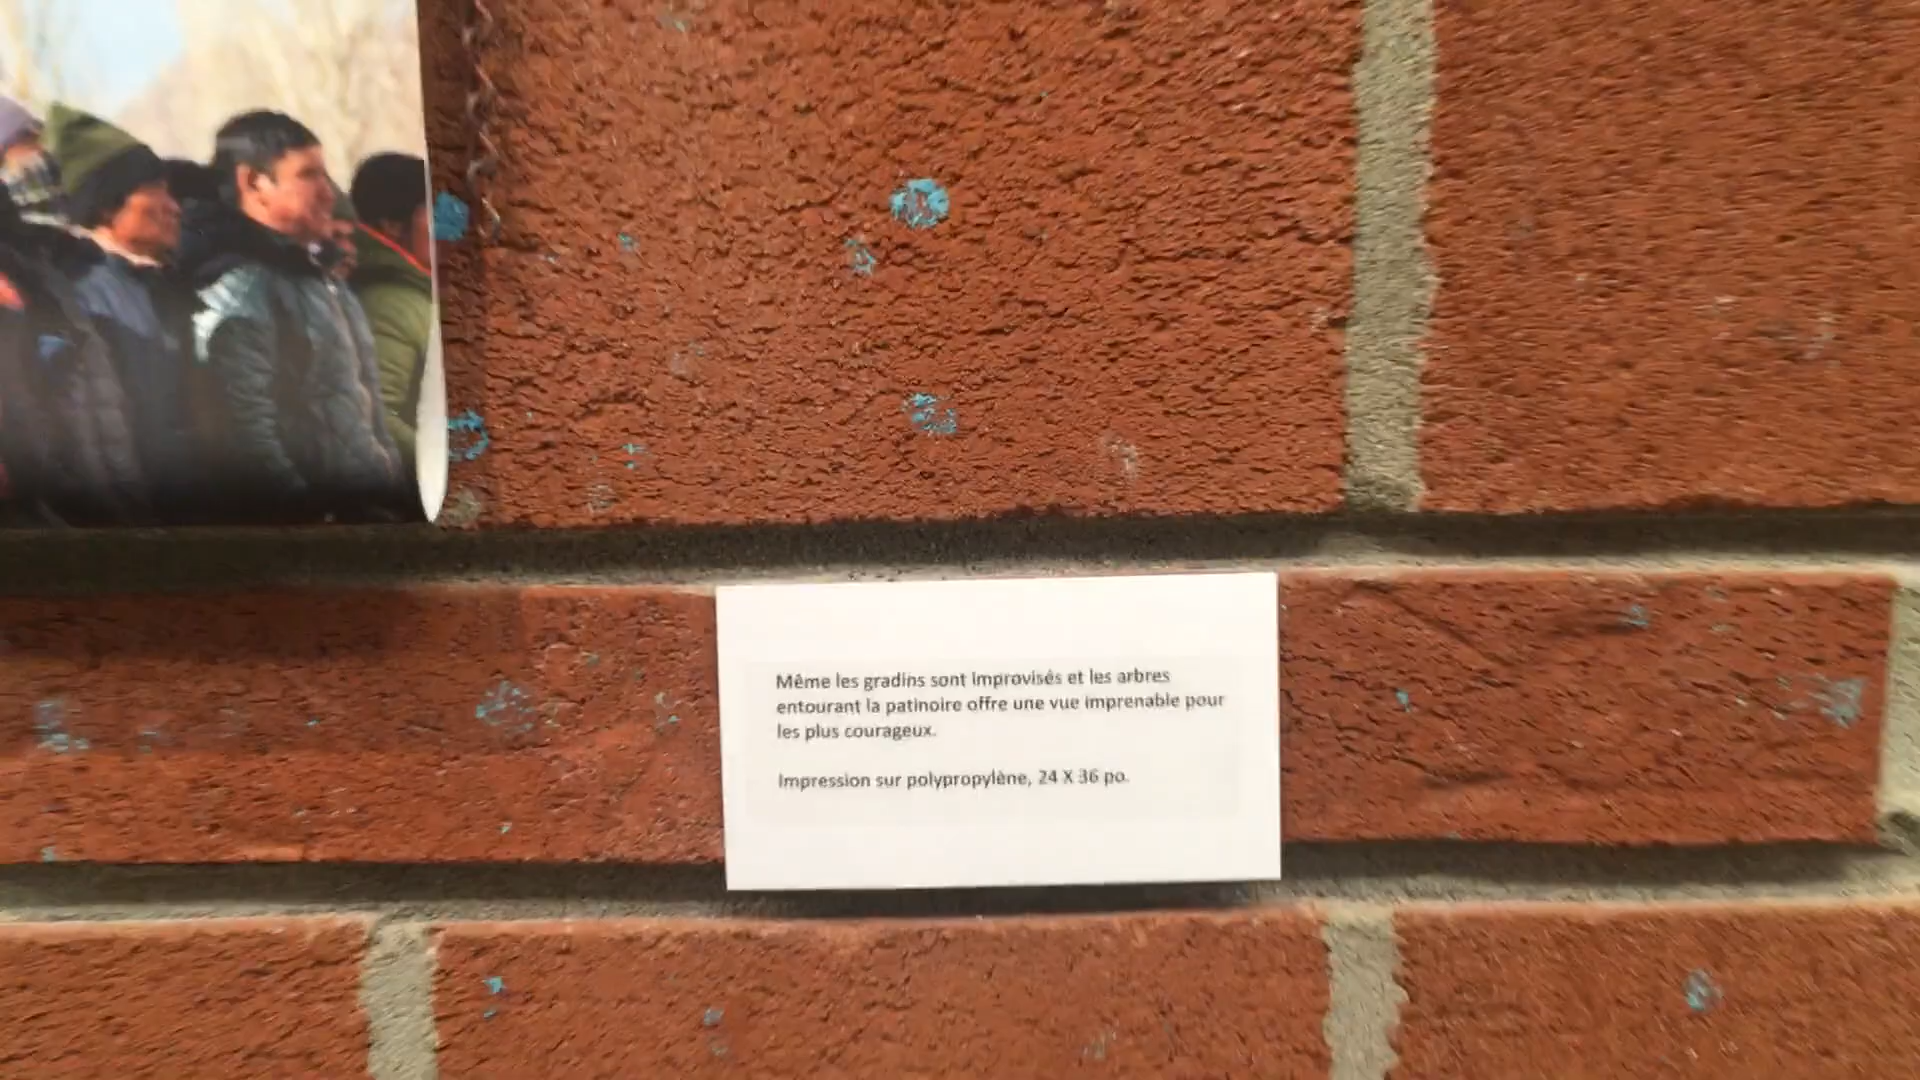 Même les gradins sont improvisés et les arbres
entourant la patinoire offre une vue imprenable pour
les plus courageux.
Impression sur polypropylène, 24 X 36 po.